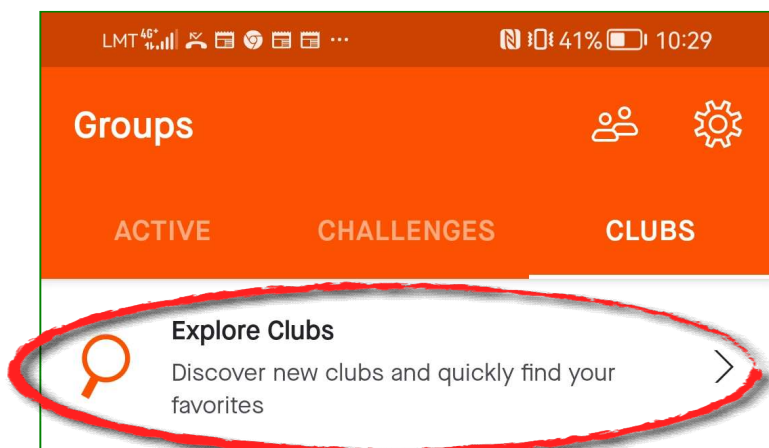 LMT 4G+ 41% 10:29
Groups
ACTIVE CHALLENGES CLUBS
Explore Clubs
Discover new clubs and quickly find your
favorites